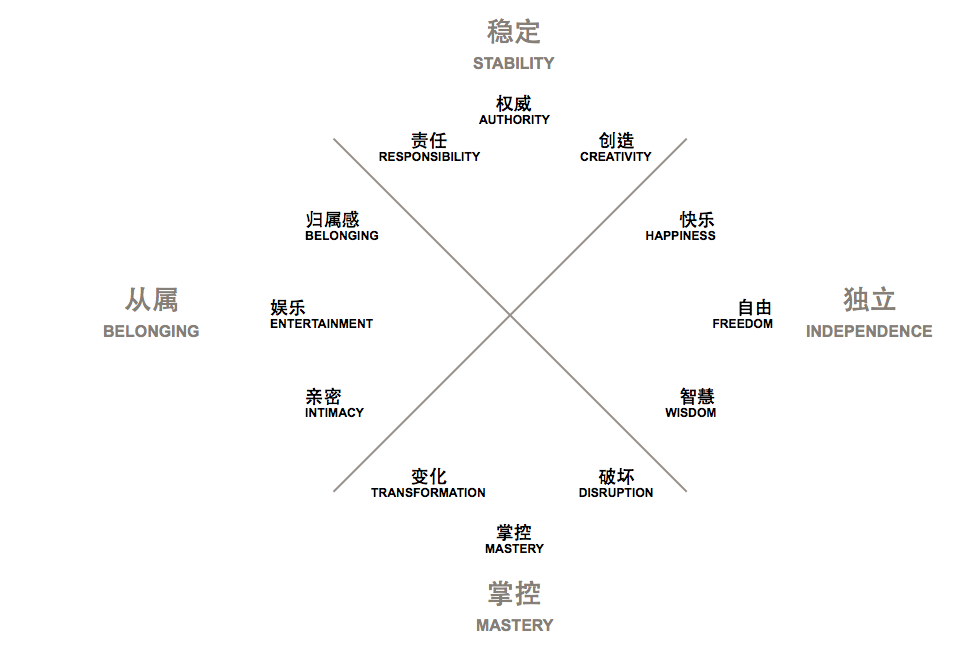 稳定
STABILITY
权威
AUTHORITY
责任
RESPONSIBILITY
创造
CREATIVITY
归属感
BELONGING
快乐
HAPPINESS
从属
BELONGING
娱乐
ENTERTAINMENT
自由
FREEDOM
独立
INDEPENDENCE
亲密
INTIMACY
智慧
WISDOM
变化
TRANSFORMATION
破坏
DISRUPTION
掌控
MASTERY
掌控
MASTERY